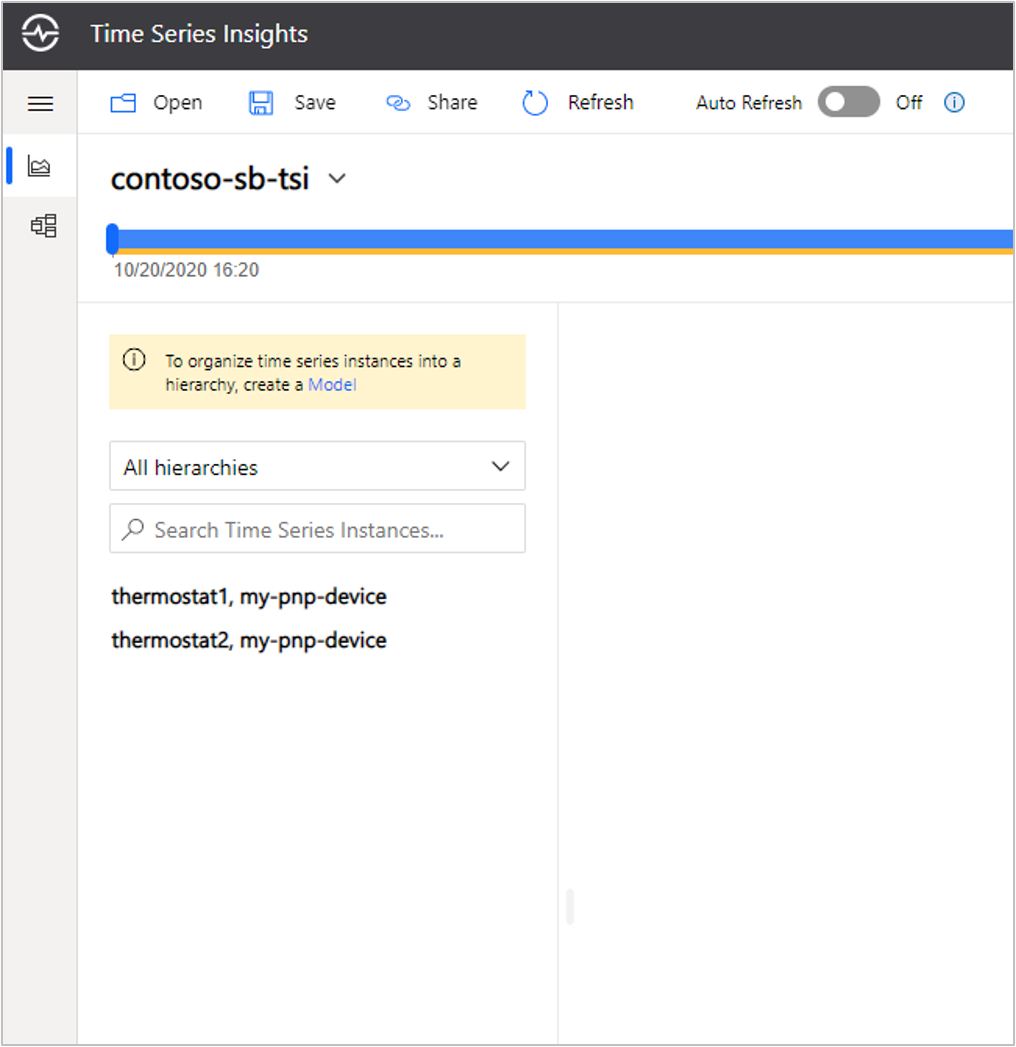 Time Series Insights
Open Save Share Refresh Auto Refresh Off
contoso-sb-tsi
10/20/2020 16:20
To organize time series instances into a
hierarchy, create a Model
All hierarchies
Search Time Series Instances...
thermostat1, my-pnp-device
thermostat2, my-pnp-device